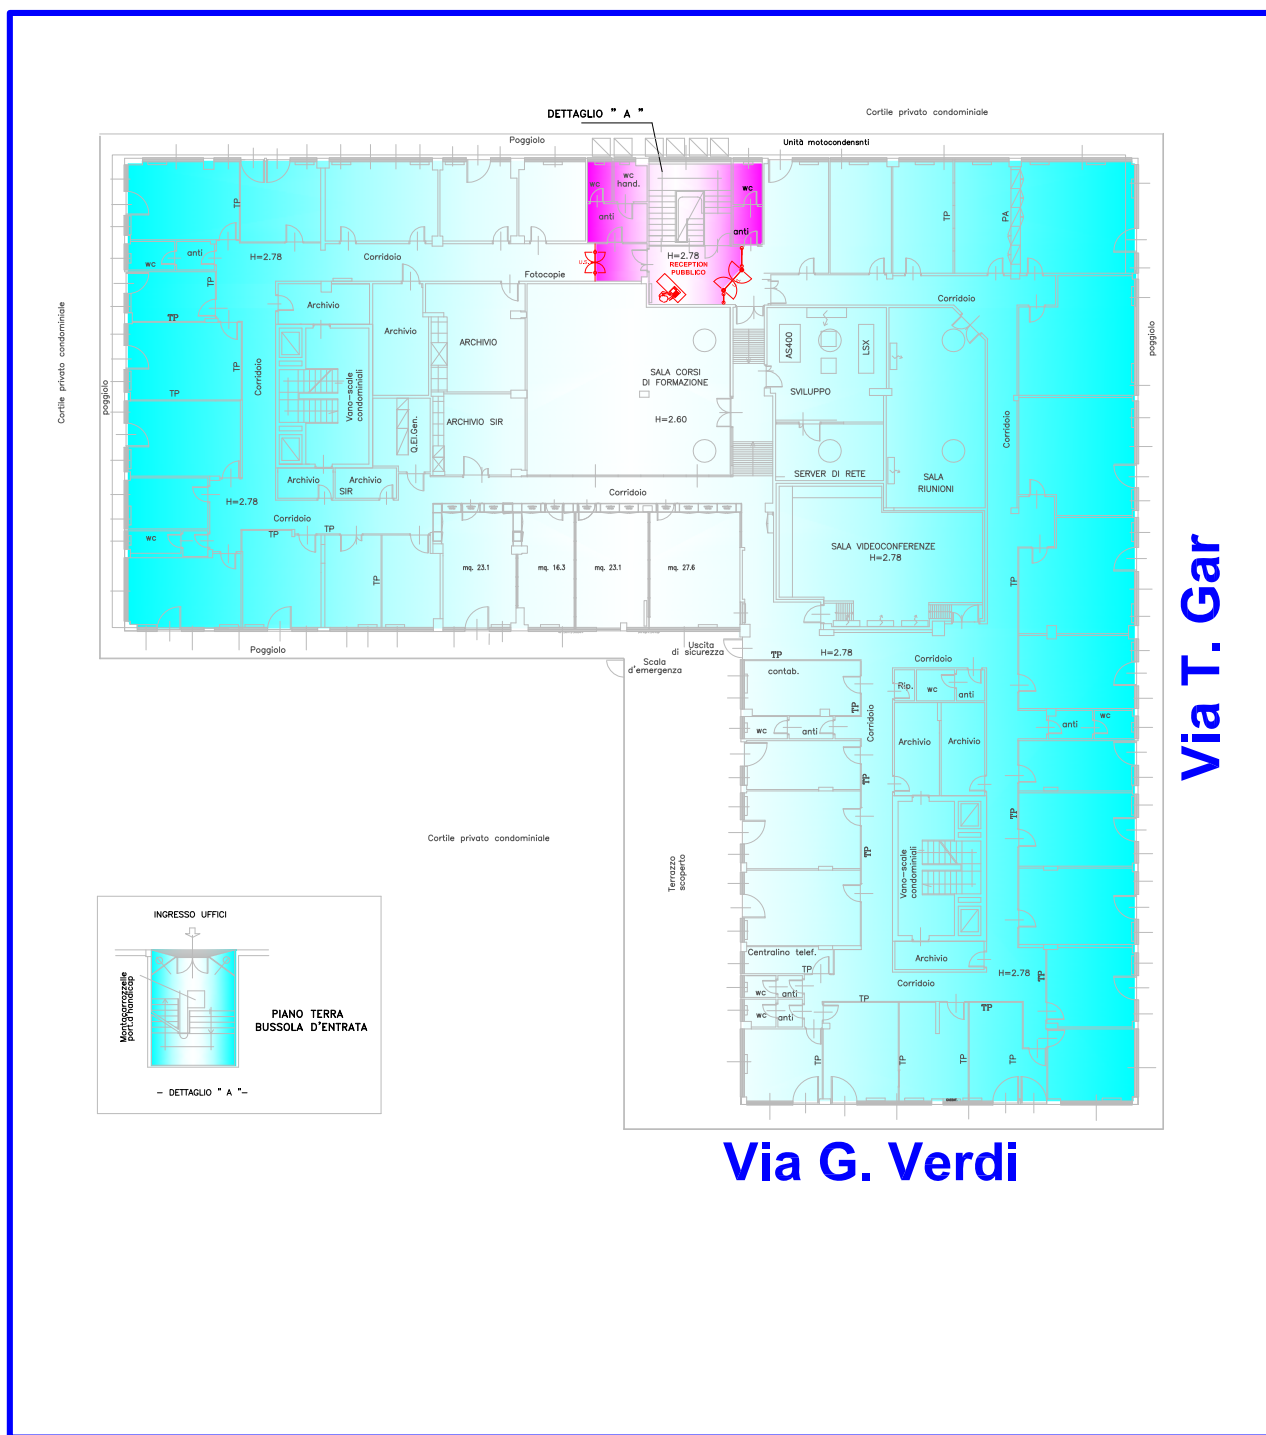 DETTAGLIO " A "
Cortile privato condominiale
Poggiolo
Unità motocondensnti
wc
wc
hand.
wc
anti
anti
TP
TP
PA
wc
anti
H=2.78
Corridoio
Fotocopie
H=2.78
RECEPTION
PUBBLICO
Corridoio
TP
TP
Archivio
Archivio
ARCHIVIO
AS400
LSX
Cortile privato condominiale
poggiolo
poggiolo
Corridoio
TP
Vano-scale
condominiali
TP
SALA CORSI
DI FORMAZIONE
SVILUPPO
H=2.60
Corridoio
Q.El.Gen.
ARCHIVIO SIR
SERVER DI RETE
SALA
RIUNIONI
Archivio
Archivio
SIR
H=2.78
Corridoio
Corridoio
TP
TP
wc
SALA VIDEOCONFERENZE
H=2.78
mq. 23.1
mq. 16.3
mq. 23.1
mq. 27.6
TP
TP
Poggiolo
Uscita
di sicurezza
Scala
d'emergenza
TP
H=2.78
Corridoio
contab.
Rip.
wc
anti
TP
Corridoio
wc
anti
anti
wc
Archivio
Archivio
TP
TP
TP
Vano-scale
condominiali
Cortile privato condominiale
Terrazzo
scoperto
Via T. Gar
Centralino telef.
TP
Archivio
Corridoio
H=2.78
TP
wc
anti
wc
anti
TP
TP
TP
TP
TP
INGRESSO UFFICI
Montacarrozzelle
port.d'handicap
PIANO TERRA
BUSSOLA D'ENTRATA
- DETTAGLIO " A "-
Via G. Verdi